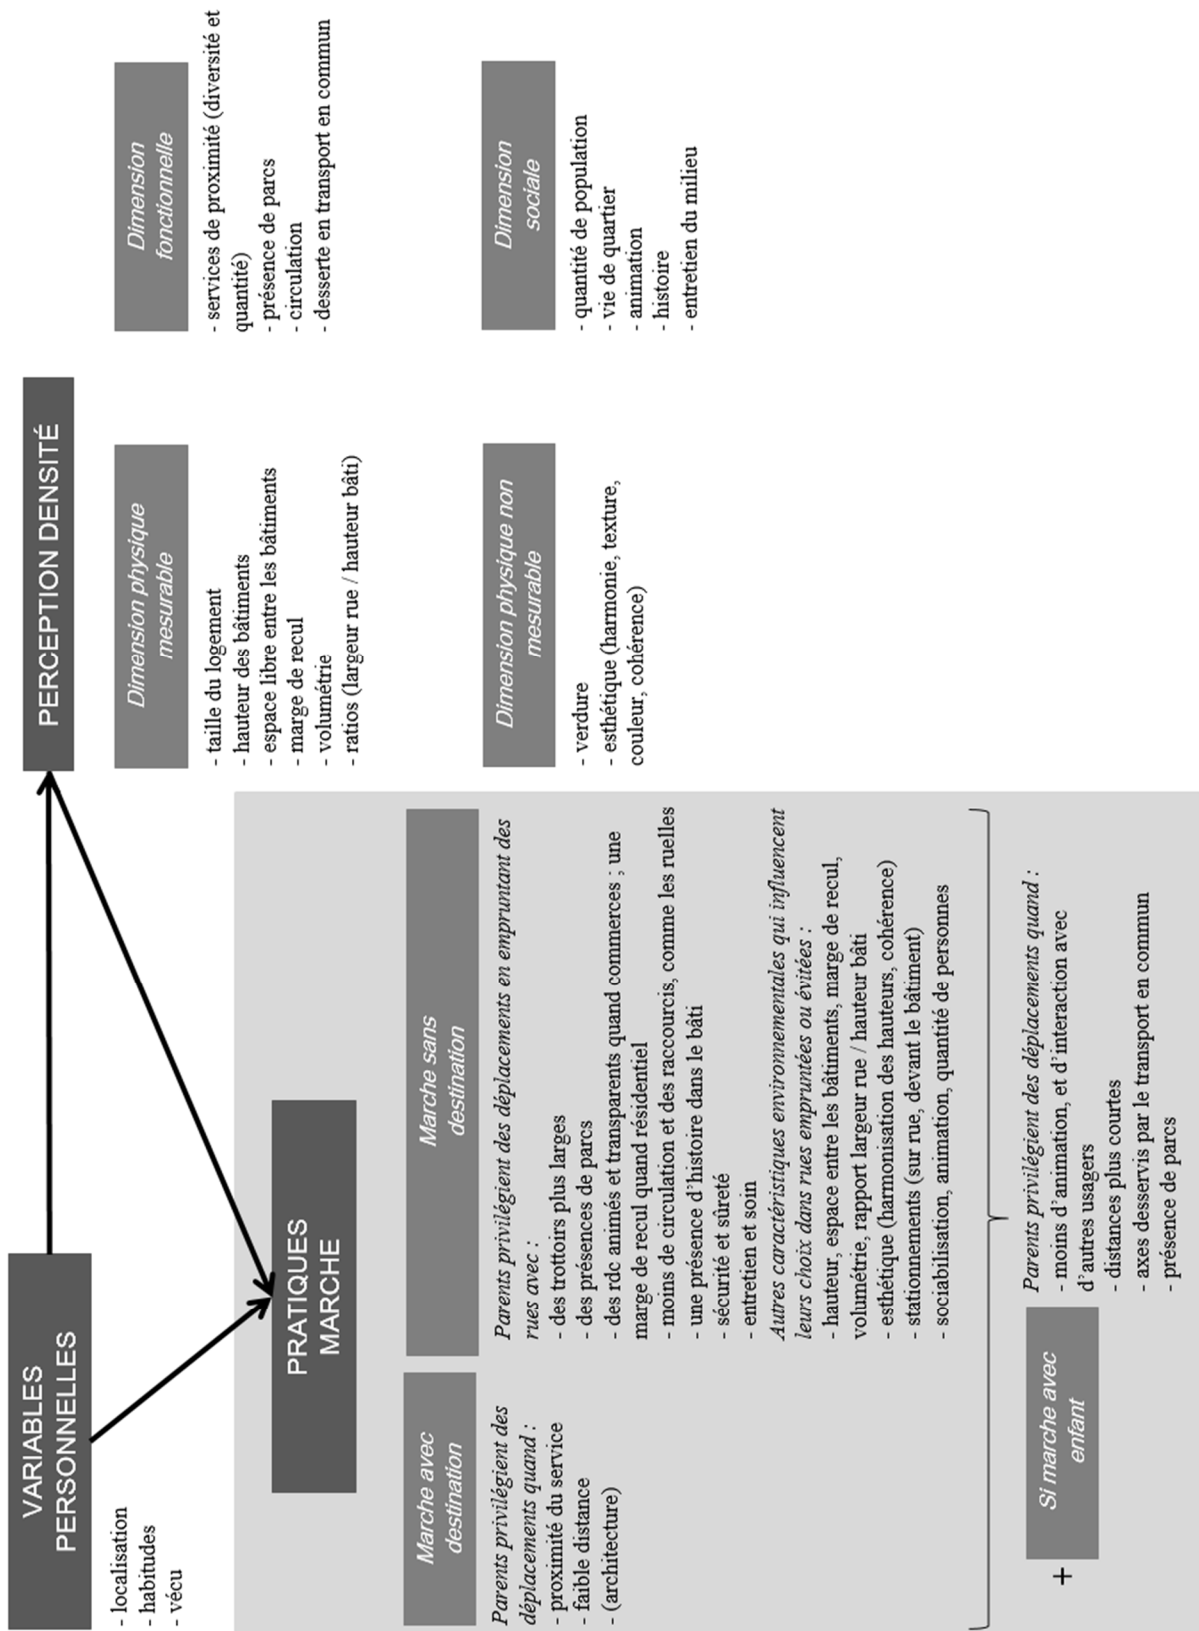 VARIABLES
PERSONNELLES
- localisation
- habitudes
- vécu
PERCEPTION DENSITÉ
Dimension physique
mesurable
- taille du logement
- hauteur des bâtiments
- espace libre entre les bâtiments
- marge de recul
- volumétrie
- ratios (largeur rue / hauteur bâti)
Dimension
fonctionnelle
- services de proximité (diversité et
quantité)
- présence de parcs
- circulation
- desserte en transport en commun
Dimension physique non
mesurable
- verdure
- esthétique (harmonie, texture,
couleur, cohérence)
Dimension
sociale
- quantité de population
- vie de quartier
- animation
- histoire
- entretien du milieu
PRATIQUES
MARCHE
Marche avec
destination
Parents privilégient des
déplacements quand :
- proximité du service
- faible distance
- (architecture)
Marche sans
destination
Parents privilégient des déplacements en empruntant des
rues avec :
- des trottoirs plus larges
- des présences de parcs
- des rdc animés et transparents quand commerces ; une
marge de recul quand résidentiel
- moins de circulation et des raccourcis, comme les ruelles
- une présence d'histoire dans le bâti
- sécurité et sûreté
- entretien et soin
Autres caractéristiques environnementales qui influencent
leurs choix dans rues empruntées ou évitées :
- hauteur, espace entre les bâtiments, marge de recul,
volumétrie, rapport largeur rue / hauteur bâti
- esthétique (harmonisation des hauteurs, cohérence)
- stationnements (sur rue, devant le bâtiment)
- sociabilisation, animation, quantité de personnes
+
Si marche avec
enfant
Parents privilégient des déplacements quand :
- moins d'animation, et d'interaction avec
d'autres usagers
- distances plus courtes
- axes desservis par le transport en commun
- présence de parcs